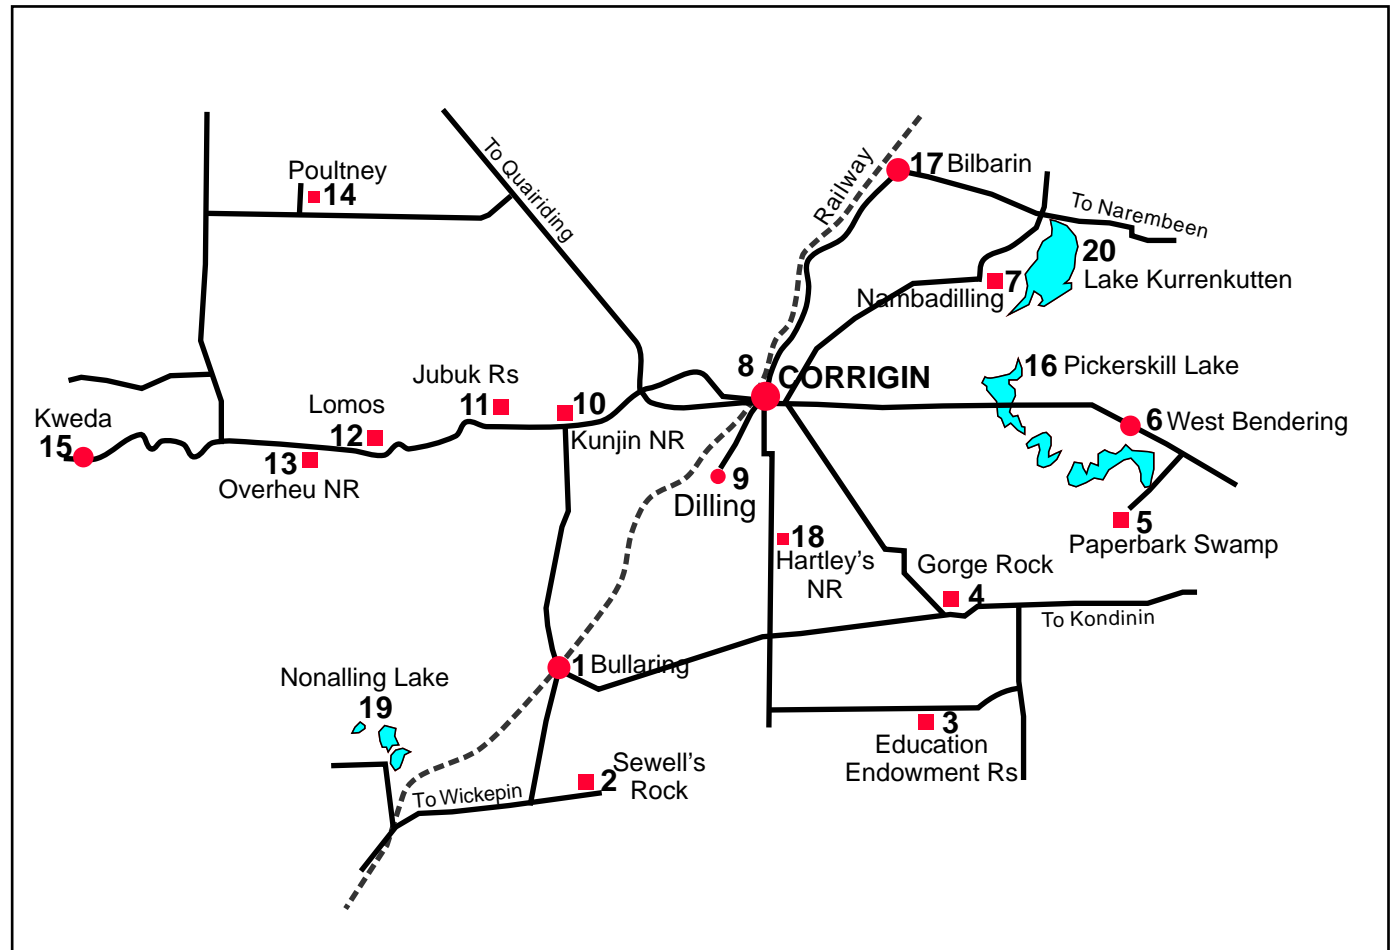 Poultney
14
To Quairiding
Railway
17 Bilbarin
To Narembeen
20
Lake Kurrenkutten
7
Nambadilling
8
CORRIGIN
16 Pickerskill Lake
6 West Bendering
Jubuk Rs
11
10
Kunjin NR
Lomos
12
Kweda
15
13
Overheu NR
9
Dilling
5
Paperbark Swamp
18
Hartley's
NR
Gorge Rock
4
To Kondinin
1 Bullaring
Nonalling Lake
19
3
Education
Endowment Rs
Sewell's
2
Rock
To Wickepin